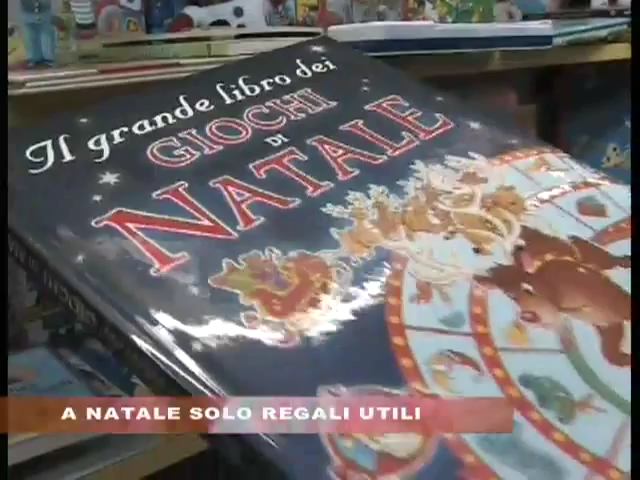 Il grande libro dei
GIOCHI
DI
NATALE
A NATALE SOLO REGALI UTILI